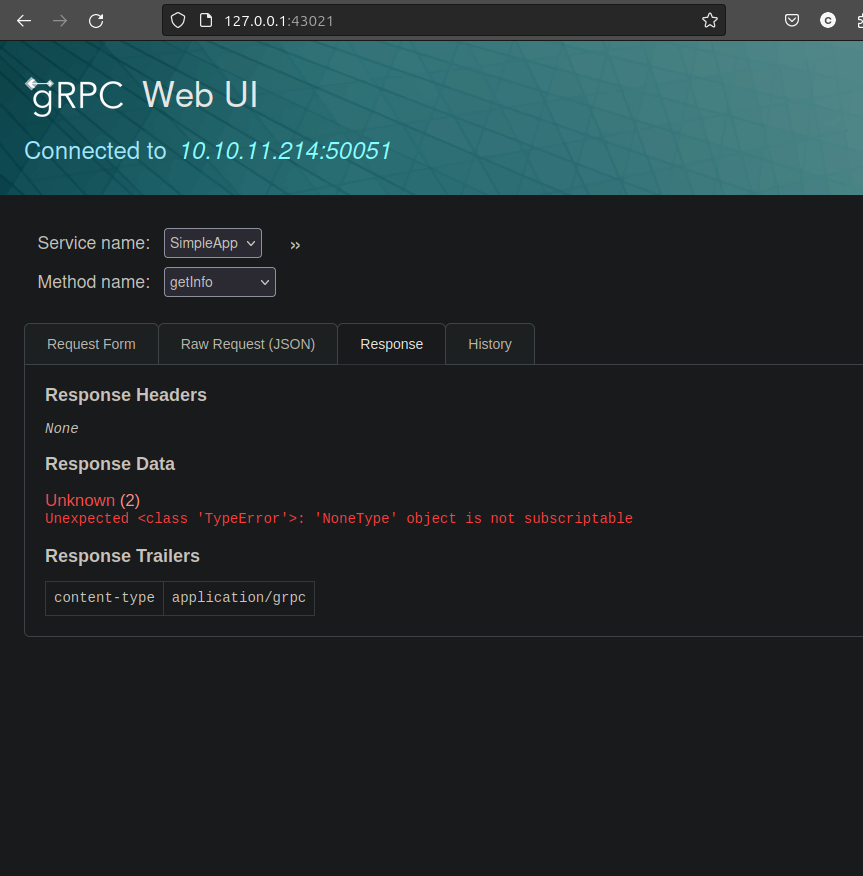 127.0.0.1:43021
gRPC Web UI
Connected to 10.10.11.214:50051
Service name: SimpleApp »
Method name: getInfo
Request Form Raw Request (JSON) Response History
Response Headers
None
Response Data
Unknown (2)
Unexpected <class 'TypeError'>: 'NoneType' object is not subscriptable
Response Trailers
content-type application/grpc